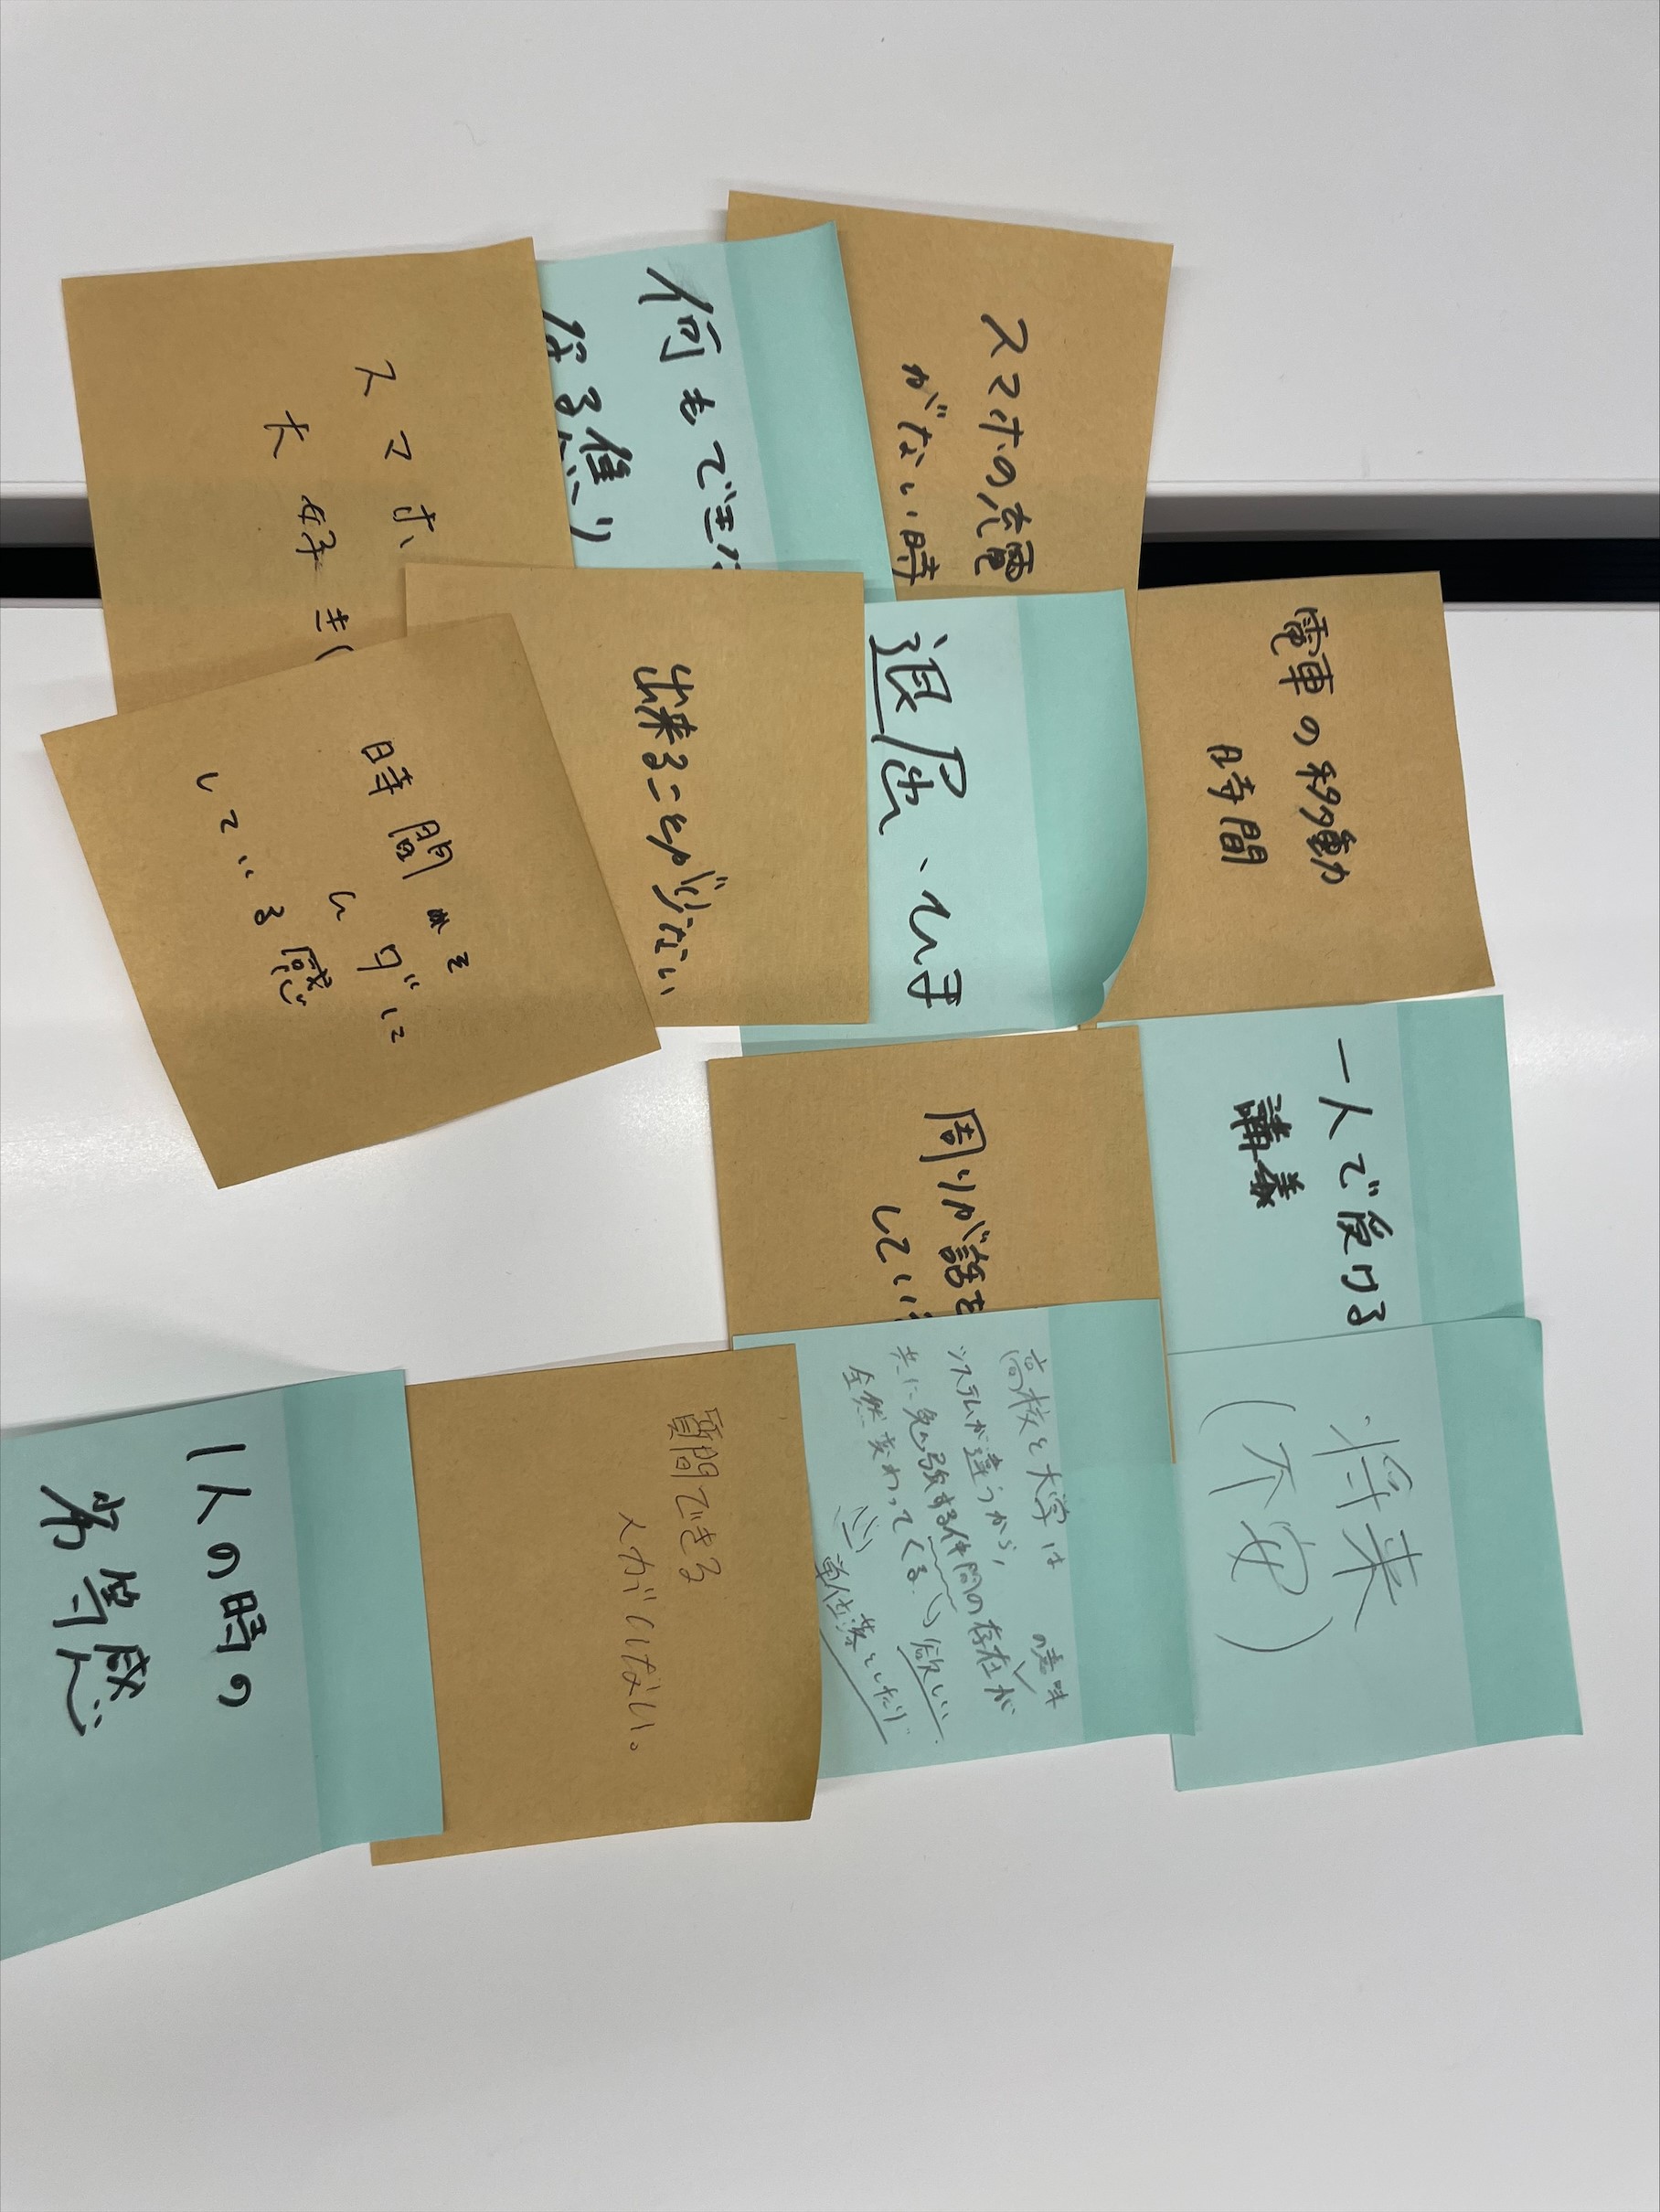 電車の移動
時間
一人で受ける
講義
将来
(不安)
スマホの充電
がない時
退屈、ひま
周りが話を
してい
高校と大学は
の意味
システムが違うから,
共に勉強する仲間の存在が
全然変わってくる.
欲しい.
単位落としたり
何もできな
なる焦り
出来ることが少ない
質問できる
人がいない。
スマホ
大好き
時間
ムダに
している感
1人の時の
劣等感